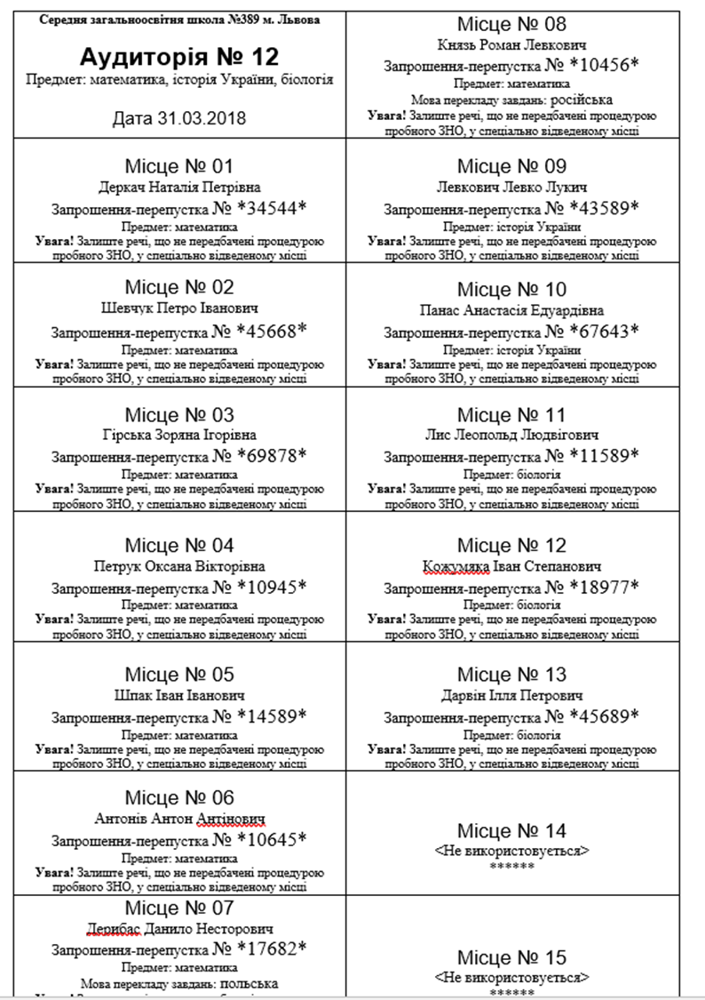 Середня загальноосвітня школа №389 м. Львова
Аудиторія № 12
Предмет: математика, історія України, біологія
Дата 31.03.2018
Місце № 01
Деркач Наталія Петрівна
Запрошення-перепустка № *34544*
Предмет: математика
Увага! Залиште речі, що не передбачені процедурою
пробного ЗНО, у спеціально відведеному місці
Місце № 02
Шевчук Петро Іванович
Запрошення-перепустка № *45668*
Предмет: математика
Увага! Залиште речі, що не передбачені процедурою
пробного ЗНО, у спеціально відведеному місці
Місце № 03
Гірська Зоряна Ігорівна
Запрошення-перепустка № *69878*
Предмет: математика
Увага! Залиште речі, що не передбачені процедурою
пробного ЗНО, у спеціально відведеному місці
Місце № 04
Петрук Оксана Вікторівна
Запрошення-перепустка № *10945*
Предмет: математика
Увага! Залиште речі, що не передбачені процедурою
пробного ЗНО, у спеціально відведеному місці
Місце № 05
Шпак Іван Іванович
Запрошення-перепустка № *14589*
Предмет: математика
Увага! Залиште речі, що не передбачені процедурою
пробного ЗНО, у спеціально відведеному місці
Місце № 06
Антонів Антон Антінович
Запрошення-перепустка № *10645*
Предмет: математика
Увага! Залиште речі, що не передбачені процедурою
пробного ЗНО, у спеціально відведеному місці
Місце № 07
Дерибас Данило Несторович
Запрошення-перепустка № *17682*
Предмет: математика
Мова перекладу завдань: польська
Місце № 08
Князь Роман Левкович
Запрошення-перепустка № *10456*
Предмет: математика
Мова перекладу завдань: російська
Увага! Залиште речі, що не передбачені процедурою
пробного ЗНО, у спеціально відведеному місці
Місце № 09
Левкович Левко Лукич
Запрошення-перепустка № *43589*
Предмет: історія України
Увага! Залиште речі, що не передбачені процедурою
пробного ЗНО, у спеціально відведеному місці
Місце № 10
Панас Анастасія Едуардівна
Запрошення-перепустка № *67643*
Предмет: історія України
Увага! Залиште речі, що не передбачені процедурою
пробного ЗНО, у спеціально відведеному місці
Місце № 11
Лис Леопольд Людвігович
Запрошення-перепустка № *11589*
Предмет: біологія
Увага! Залиште речі, що не передбачені процедурою
пробного ЗНО, у спеціально відведеному місці
Місце № 12
Кожумяка Іван Степанович
Запрошення-перепустка № *18977*
Предмет: біологія
Увага! Залиште речі, що не передбачені процедурою
пробного ЗНО, у спеціально відведеному місці
Місце № 13
Дарвін Ілля Петрович
Запрошення-перепустка № *45689*
Предмет: біологія
Увага! Залиште речі, що не передбачені процедурою
пробного ЗНО, у спеціально відведеному місці
Місце № 14
<Не використовується>
******
Місце № 15
<Не використовується>
******